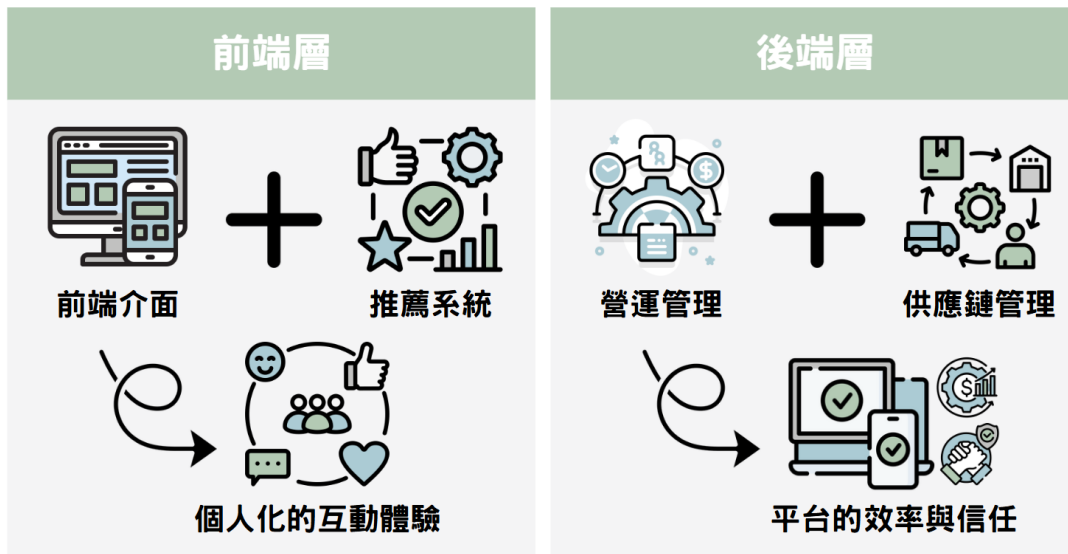 前端層
前端介面
推薦系統
個人化的互動體驗
後端層
營運管理
供應鏈管理
平台的效率與信任